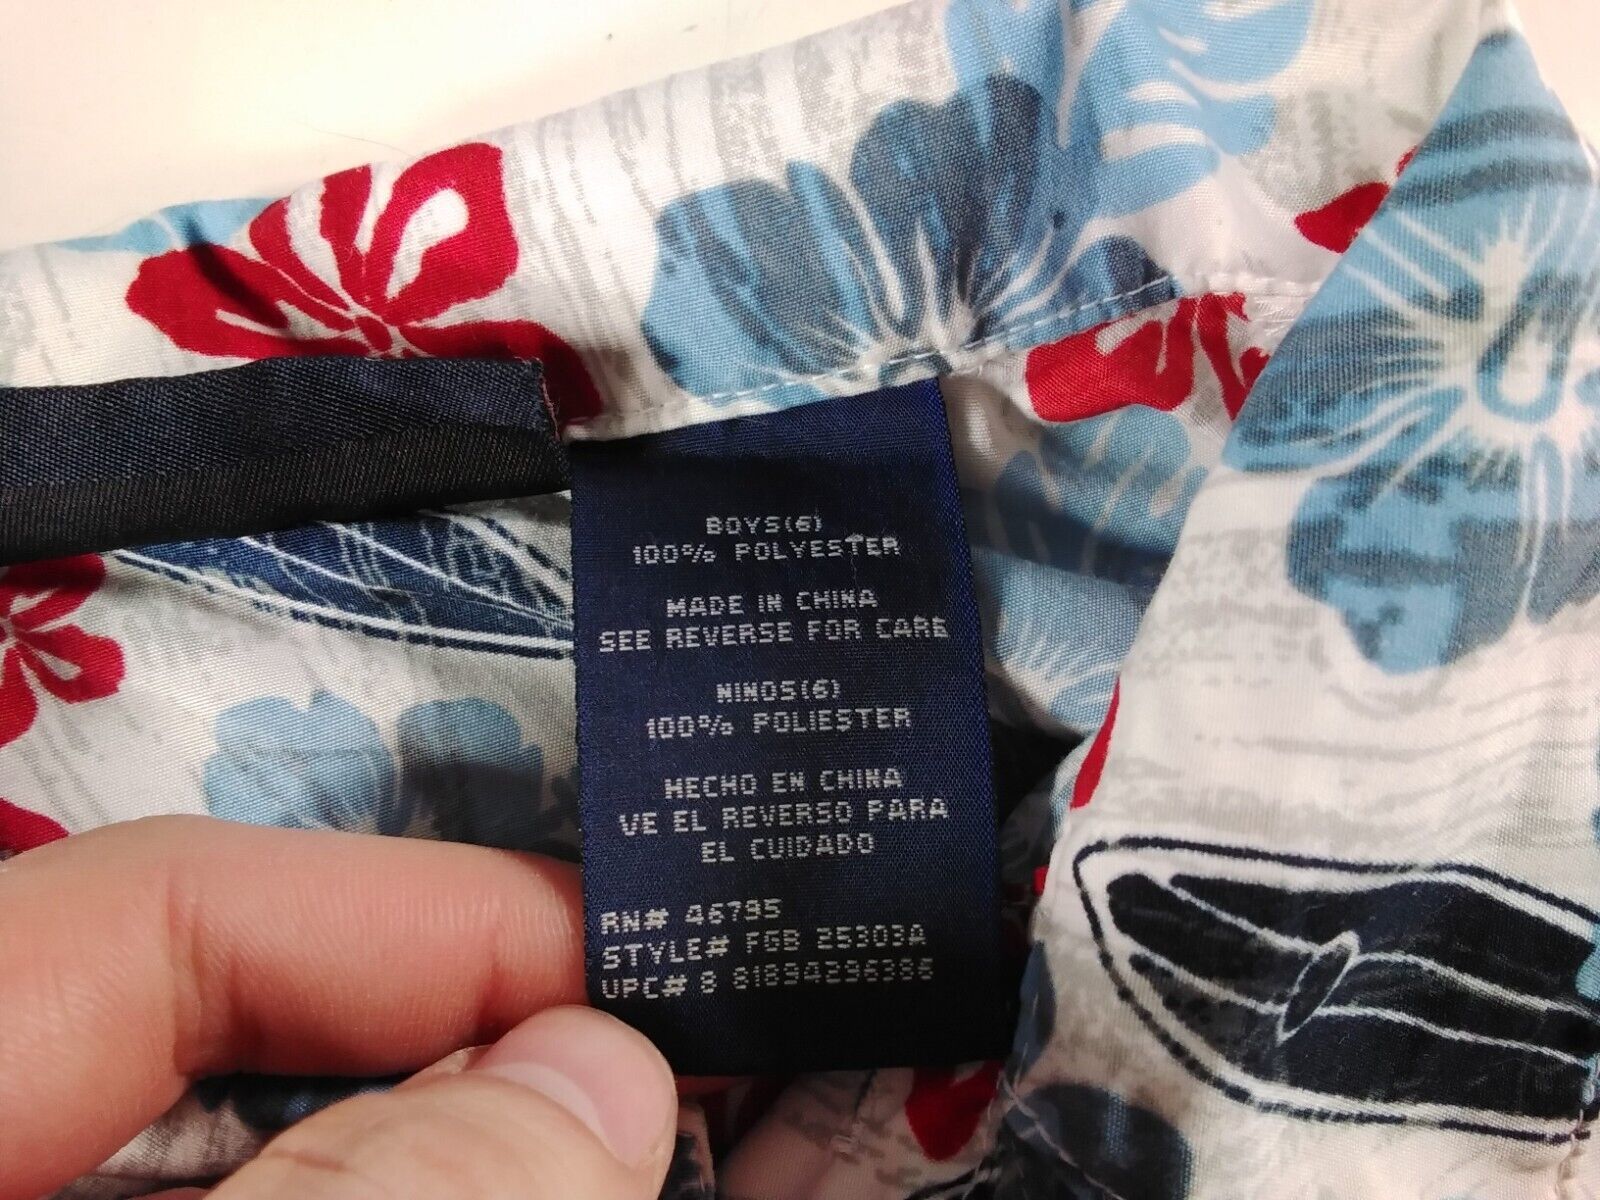 BOYS(6)
100% POLYESTER
MADE IN CHINA
SEE REVERSE FOR CARE
NINOS(6)
100% POLIESTER
HECHO EN CHINA
VE EL REVERSO PARA
EL CUIDADO
RN# 46795
STYLE# FGB 25303A
UPC# 8 81894296386